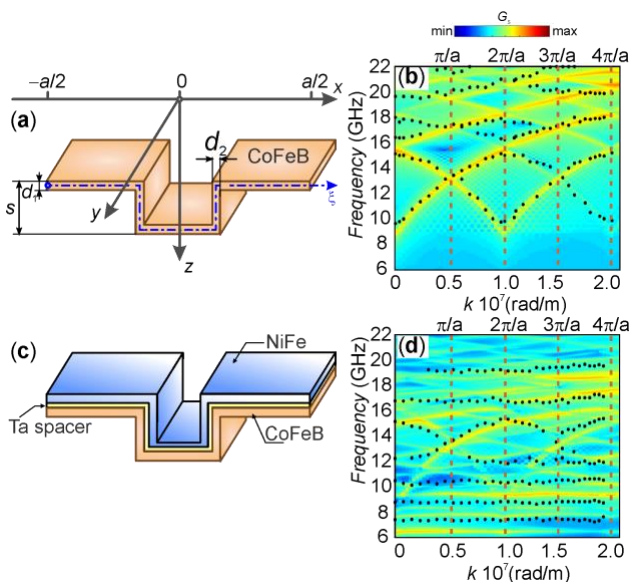 G_s
min max
−a/2 0 a/2
x
π/a 2π/a 3π/a 4π/a
(a)
d_2
CoFeB
d_1
s
ξ
y
z
(b)
Frequency (GHz)
22
20
18
16
14
12
10
8
6
0 0.5 1.0 1.5 2.0
k 10^7(rad/m)
(c)
NiFe
Ta spacer
CoFeB
π/a 2π/a 3π/a 4π/a
(d)
Frequency (GHz)
22
20
18
16
14
12
10
8
6
0 0.5 1.0 1.5 2.0
k 10^7(rad/m)